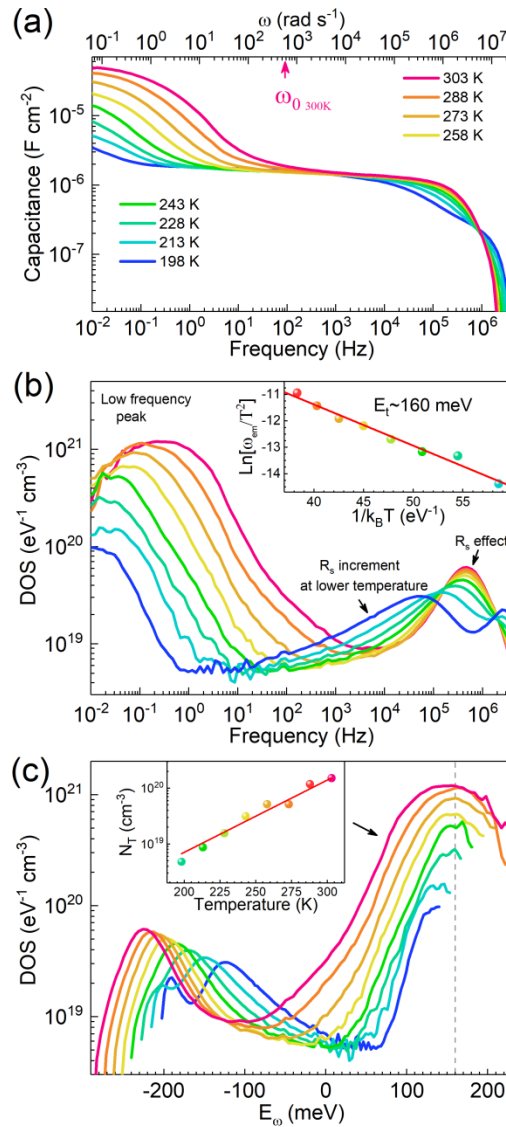 (a)
ω (rad s⁻¹)
10⁻¹ 10⁰ 10¹ 10² 10³ 10⁴ 10⁵ 10⁶ 10⁷
ω₀ 300K
303 K
288 K
273 K
258 K
243 K
228 K
213 K
198 K
Capacitance (F cm⁻²)
10⁻⁵
10⁻⁶
10⁻⁷
10⁻² 10⁻¹ 10⁰ 10¹ 10² 10³ 10⁴ 10⁵ 10⁶
Frequency (Hz)
(b)
Low frequency
peak
Eₜ~160 meV
Ln[ωₑₘ/T²]
-11
-12
-13
-14
40 45 50 55
1/k_BT (eV⁻¹)
R_s increment
at lower temperature
R_s effect
DOS (eV⁻¹ cm⁻³)
10²¹
10²⁰
10¹⁹
10⁻² 10⁻¹ 10⁰ 10¹ 10² 10³ 10⁴ 10⁵ 10⁶
Frequency (Hz)
(c)
N_T (cm⁻³)
10²⁰
10¹⁹
200 225 250 275 300
Temperature (K)
DOS (eV⁻¹ cm⁻³)
10²¹
10²⁰
10¹⁹
-200 -100 0 100 200
E_ω (meV)